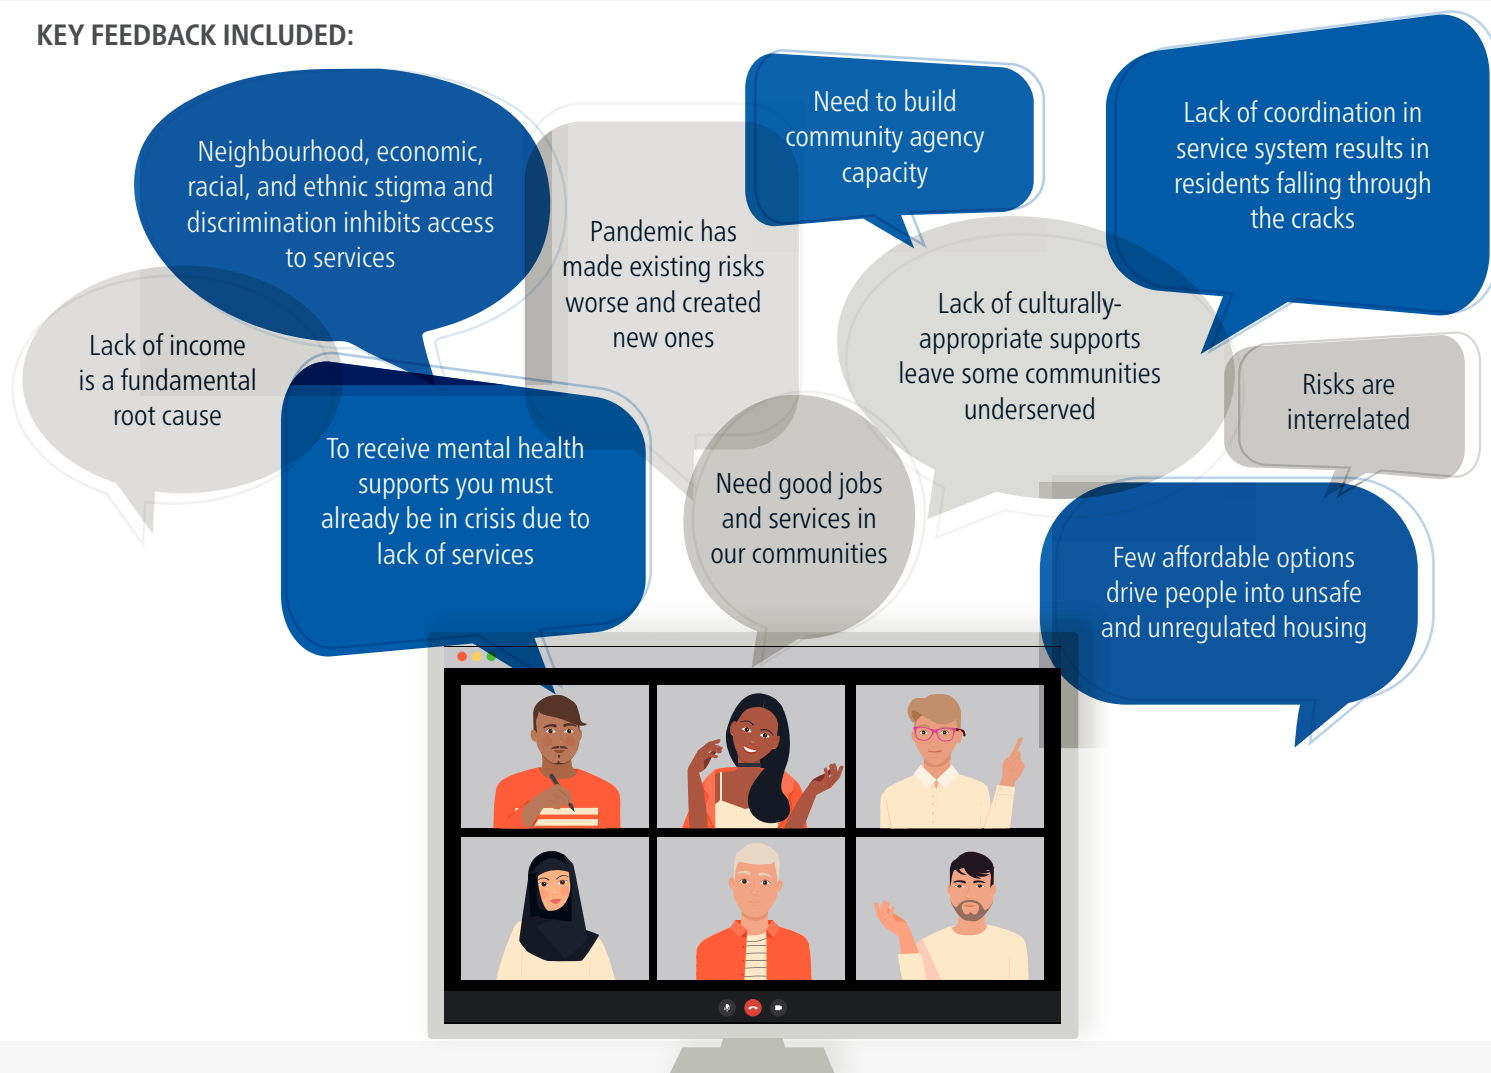 KEY FEEDBACK INCLUDED:
Neighbourhood, economic,
racial, and ethnic stigma and
discrimination inhibits access
to services
Need to build
community agency
capacity
Lack of coordination in
service system results in
residents falling through
the cracks
Pandemic has
made existing risks
worse and created
new ones
Lack of income
is a fundamental
root cause
Lack of culturally-
appropriate supports
leave some communities
underserved
Risks are
interrelated
To receive mental health
supports you must
already be in crisis due to
lack of services
Need good jobs
and services in
our communities
Few affordable options
drive people into unsafe
and unregulated housing